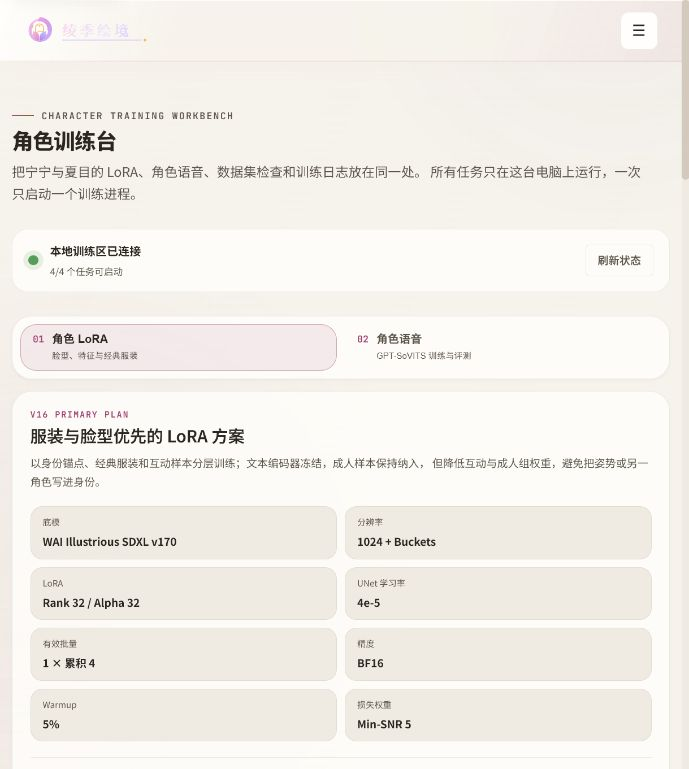 绫季绘境
☰
CHARACTER TRAINING WORKBENCH
角色训练台
把宁宁与夏目的 LoRA、角色语音、数据集检查和训练日志放在同一处。 所有任务只在这台电脑上运行，一次
只启动一个训练进程。
本地训练区已连接
4/4 个任务可启动
刷新状态
01 角色 LoRA
脸型、特征与经典服装
02 角色语音
GPT-SoVITS 训练与评测
V16 PRIMARY PLAN
服装与脸型优先的 LoRA 方案
以身份锚点、经典服装和互动样本分层训练；文本编码器冻结，成人样本保持纳入， 但降低互动与成人组权重，避免把姿势或另一
角色写进身份。
底模
WAI Illustrious SDXL v170
分辨率
1024 + Buckets
LoRA
Rank 32 / Alpha 32
UNet 学习率
4e-5
有效批量
1 × 累积 4
精度
BF16
Warmup
5%
损失权重
Min-SNR 5